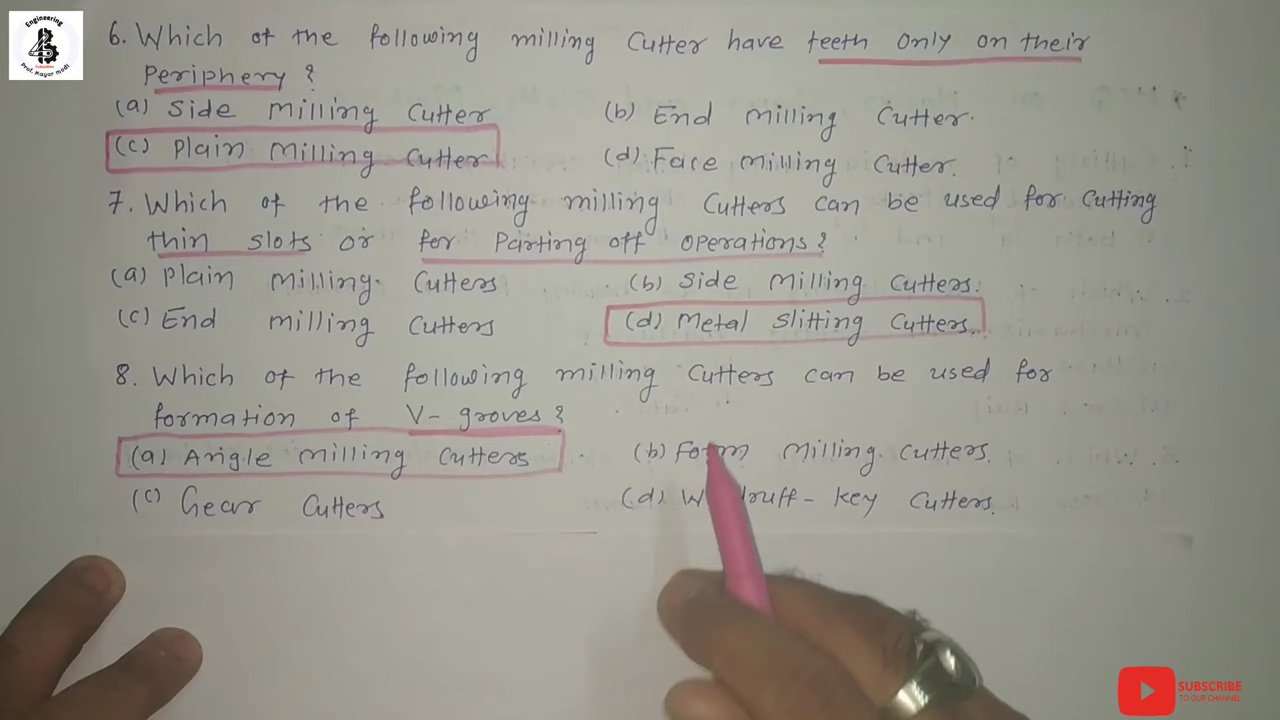 Engineering
Subscribe
Prof. Mayur modi
6. Which of the following milling cutter have teeth only on their
Periphery ?
(a) Side milling cutter
(b) End milling cutter.
(c) Plain milling cutter
(d) Face milling cutter.
7. Which of the following milling cutters can be used for cutting
thin slots or for parting off operations?
(a) Plain milling cutters
(b) Side milling cutters.
(c) End milling cutters
(d) Metal slitting cutters.
8. Which of the following milling cutters can be used for
formation of V- groves?
(a) Angle milling cutters
(b) Form milling cutters.
(c) Gear cutters
(d) - key cutters.
SUBSCRIBE
TO OUR CHANNEL